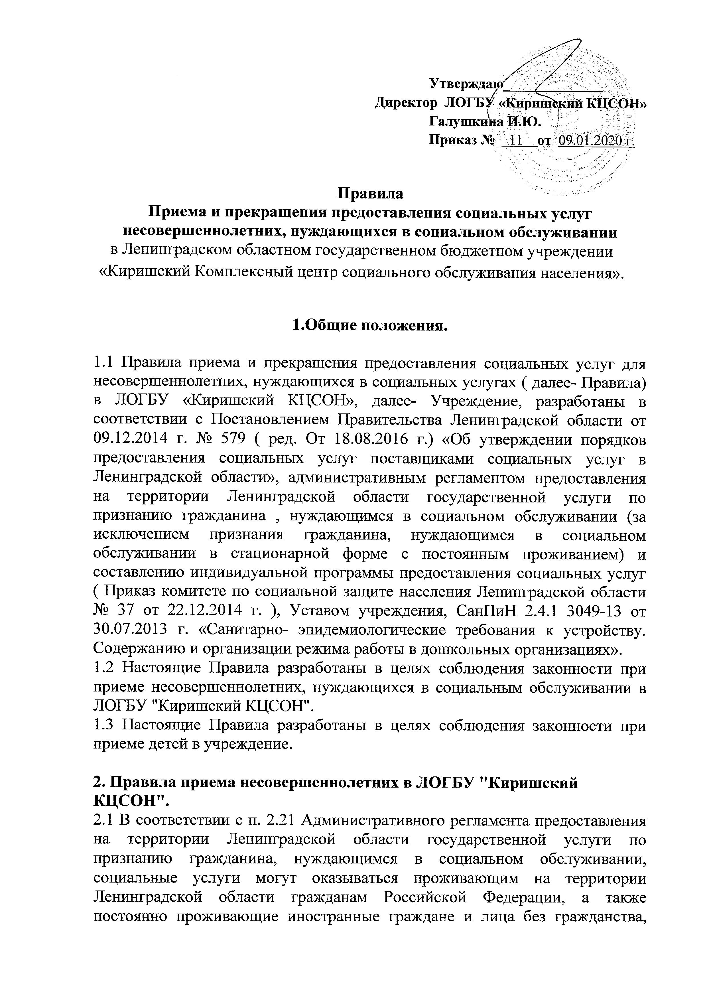 Утверждаю
Директор ЛОГБУ «Киришский КЦСОН»
Галушкина И.Ю.
Приказ № 11 от 09.01.2020 г.
Правила
Приема и прекращения предоставления социальных услуг
несовершеннолетних, нуждающихся в социальном обслуживании
в Ленинградском областном государственном бюджетном учреждении
«Киришский Комплексный центр социального обслуживания населения».
1.Общие положения.
1.1 Правила приема и прекращения предоставления социальных услуг для
несовершеннолетних, нуждающихся в социальных услугах ( далее- Правила)
в ЛОГБУ «Киришский КЦСОН», далее- Учреждение, разработаны в
соответствии с Постановлением Правительства Ленинградской области от
09.12.2014 г. № 579 ( ред. От 18.08.2016 г.) «Об утверждении порядков
предоставления социальных услуг поставщиками социальных услуг в
Ленинградской области», административным регламентом предоставления
на территории Ленинградской области государственной услуги по
признанию гражданина , нуждающимся в социальном обслуживании (за
исключением признания гражданина, нуждающимся в социальном
обслуживании в стационарной форме с постоянным проживанием) и
составлению индивидуальной программы предоставления социальных услуг
( Приказ комитете по социальной защите населения Ленинградской области
№ 37 от 22.12.2014 г. ), Уставом учреждения, СанПиН 2.4.1 3049-13 от
30.07.2013 г. «Санитарно- эпидемиологические требования к устройству.
Содержанию и организации режима работы в дошкольных организациях».
1.2 Настоящие Правила разработаны в целях соблюдения законности при
приеме несовершеннолетних, нуждающихся в социальным обслуживании в
ЛОГБУ "Киришский КЦСОН".
1.3 Настоящие Правила разработаны в целях соблюдения законности при
приеме детей в учреждение.
2. Правила приема несовершеннолетних в ЛОГБУ "Киришский
КЦСОН".
2.1 В соответствии с п. 2.21 Административного регламента предоставления
на территории Ленинградской области государственной услуги по
признанию гражданина, нуждающимся в социальном обслуживании,
социальные услуги могут оказываться проживающим на территории
Ленинградской области гражданам Российской Федерации, а также
постоянно проживающие иностранные граждане и лица без гражданства,